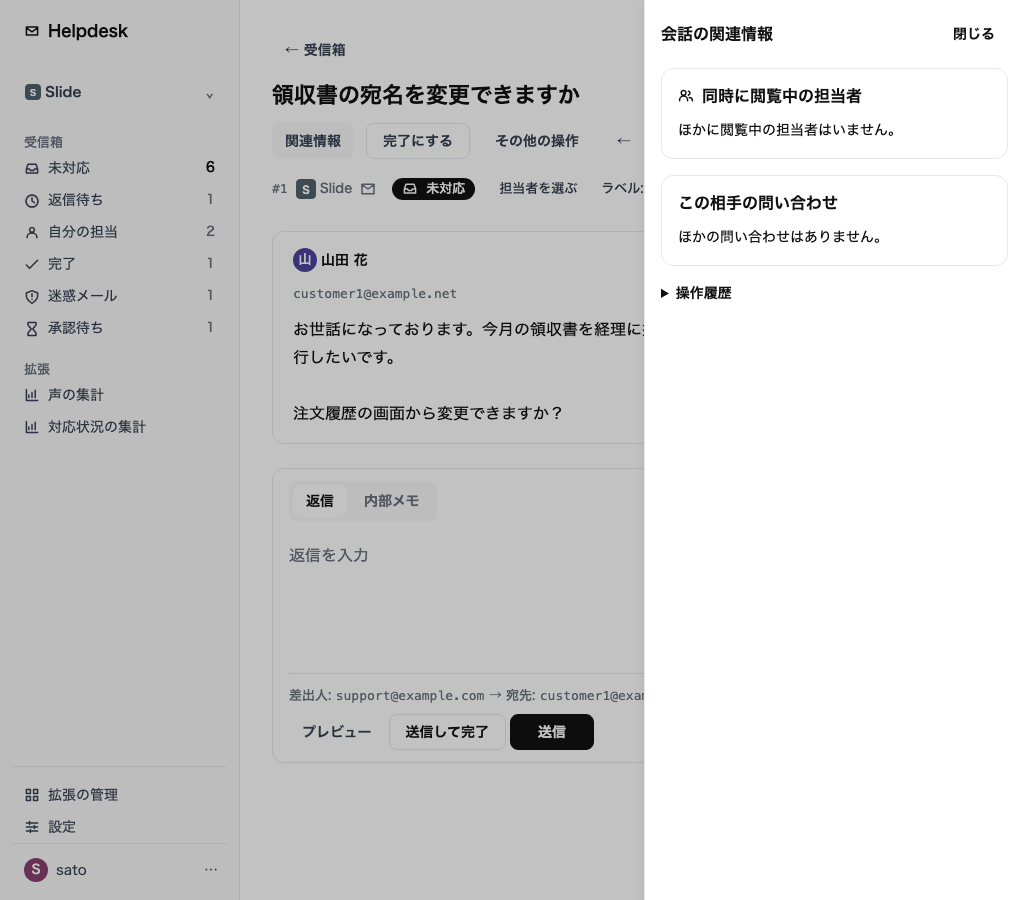 Helpdesk
S Slide
受信箱
未対応 6
返信待ち 1
自分の担当 2
完了 1
迷惑メール 1
承認待ち 1
拡張
声の集計
対応状況の集計
拡張の管理
設定
S sato ...
← 受信箱
領収書の宛名を変更できますか
関連情報 完了にする その他の操作 ←
#1 S Slide 未対応 担当者を選ぶ ラベル:
山 山田 花
customer1@example.net
お世話になっております。今月の領収書を経理に
行したいです。
注文履歴の画面から変更できますか？
返信 内部メモ
返信を入力
差出人: support@example.com → 宛先: customer1@exam
プレビュー 送信して完了 送信
会話の関連情報 閉じる
同時に閲覧中の担当者
ほかに閲覧中の担当者はいません。
この相手の問い合わせ
ほかの問い合わせはありません。
▶ 操作履歴